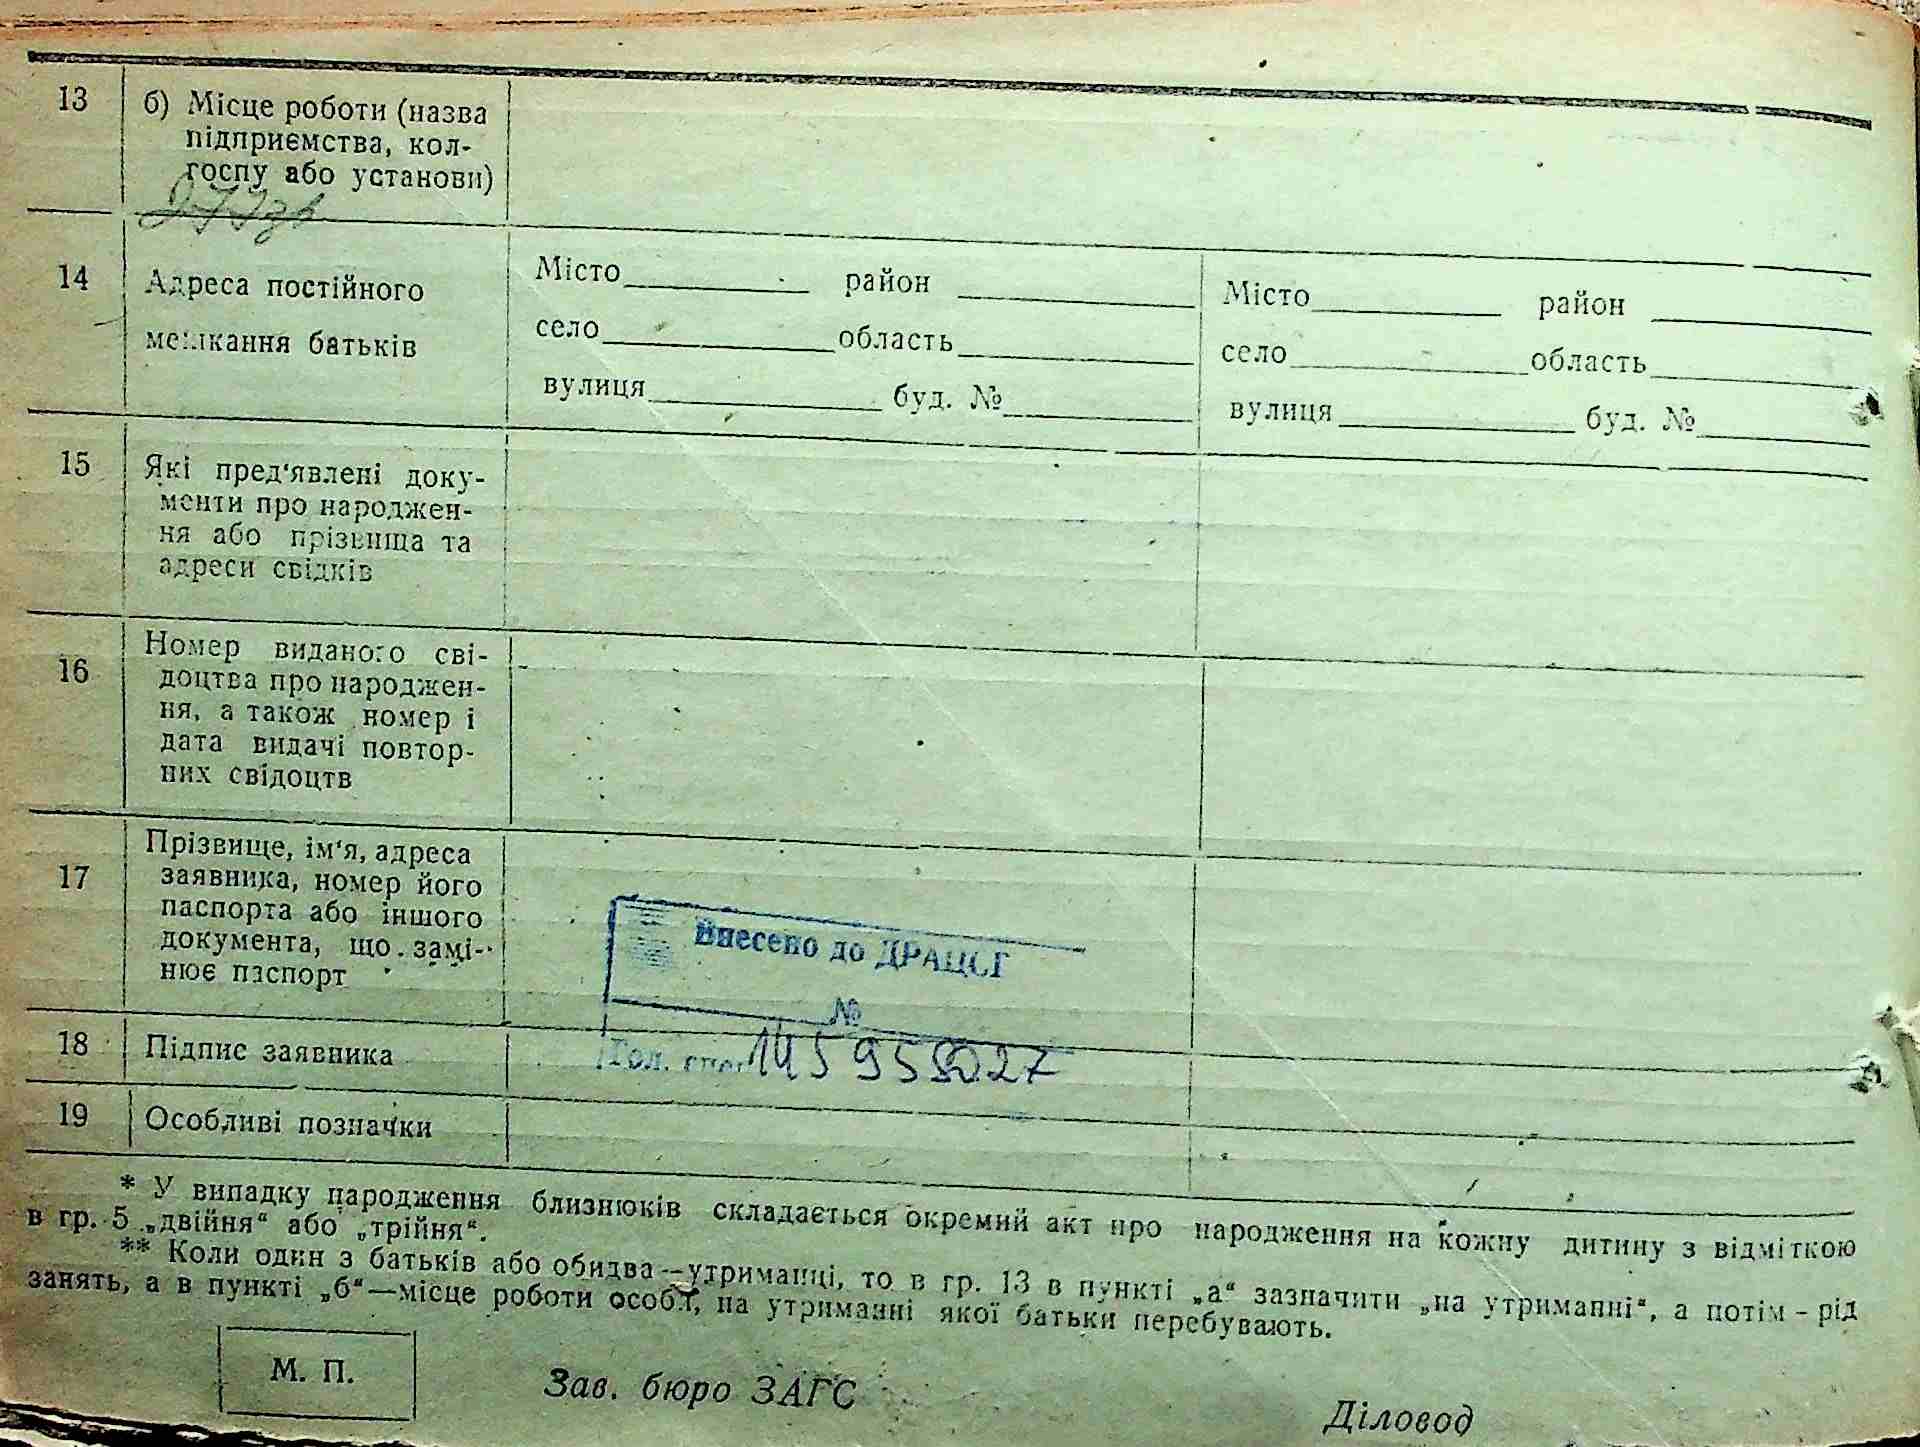 13 б) Місце роботи (назва
підприємства, кол-
госпу або установи)
14 Адреса постійного
мешкання батьків
Місто район
село область
вулиця буд. №
Місто район
село область
вулиця буд. №
15 Які пред'явлені доку-
менти про народжен-
ня або прізвища та
адреси свідків
16 Номер виданого сві-
доцтва про народжен-
ня, а також номер і
дата видачі повтор-
них свідоцтв
17 Прізвище, ім'я, адреса
заявника, номер його
паспорта або іншого
документа, що замі-
нює паспорт
Внесено до ДРАЦСГ
№
18 Підпис заявника
Гол. спец
19 Особливі позначки
* У випадку народження близнюків складається окремий акт про народження на кожну дитину з відміткою
в гр. 5 „двійня“ або „трійня“.
** Коли один з батьків або обидва—утриманці, то в гр. 13 в пункті „а“ зазначити „на утриманні“, а потім – рід
занять, а в пункті „б“—місце роботи особи, на утриманні якої батьки перебувають.
М. П.
Зав. бюро ЗАГС
Діловод